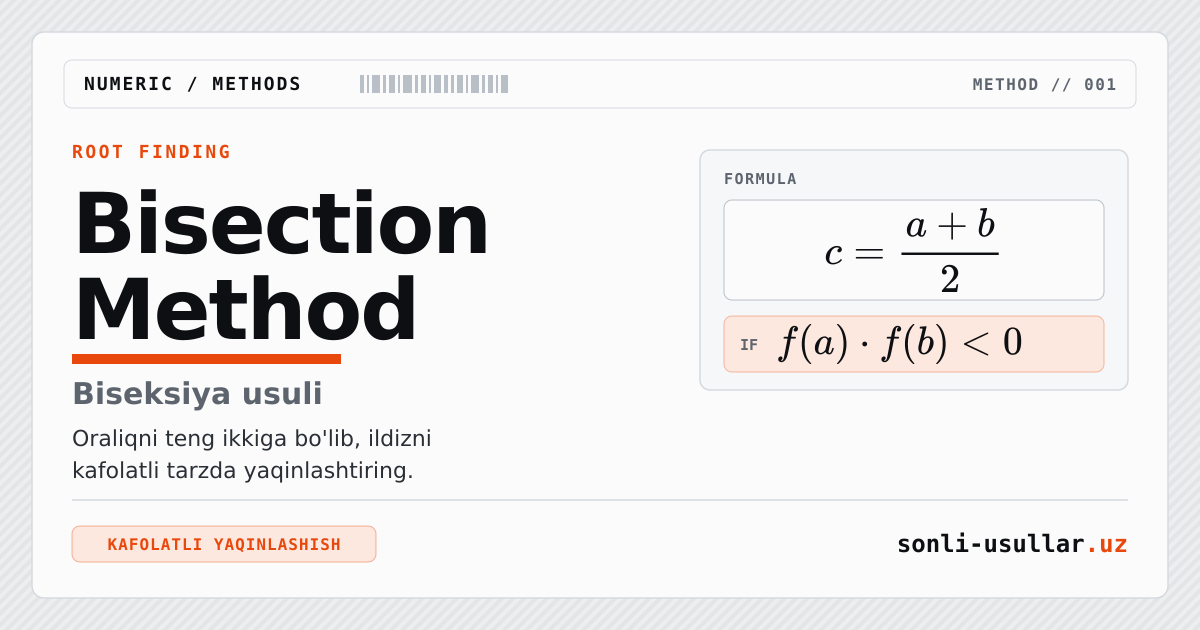 NUMERIC / METHODS
METHOD // 001
ROOT FINDING
Bisection
Method
Biseksiya usuli
Oraliqni teng ikkiga bo'lib, ildizni
kafolatli tarzda yaqinlashtiring.
FORMULA
c = (a + b) / 2
IF f(a) · f(b) < 0
KAFOLATLI YAQINLASHISH
sonli-usullar.uz